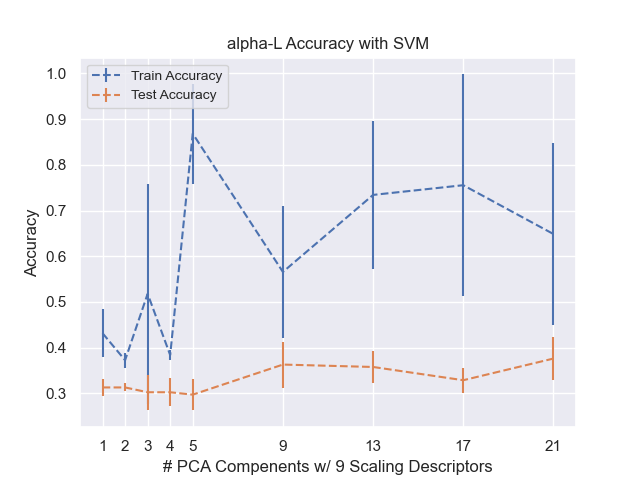 alpha-L Accuracy with SVM
Train Accuracy
Test Accuracy
1.0
0.9
0.8
0.7
0.6
0.5
0.4
0.3
Accuracy
1 2 3 4 5 9 13 17 21
# PCA Compenents w/ 9 Scaling Descriptors